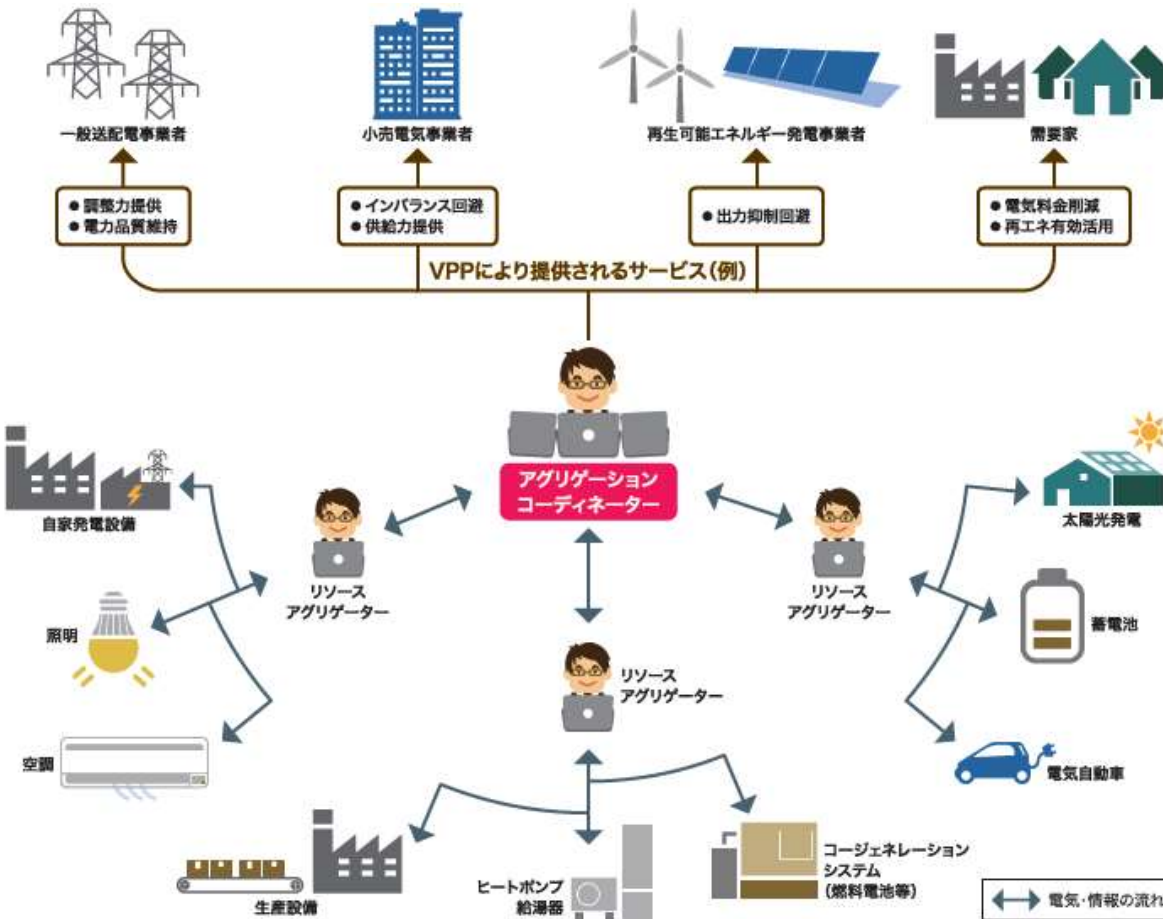 一般送配電事業者
小売電気事業者
再生可能エネルギー発電事業者
需要家
● 調整力提供
● 電力品質維持
● インバランス回避
● 供給力提供
● 出力抑制回避
● 電気料金削減
● 再エネ有効活用
VPPにより提供されるサービス(例)
アグリゲーション
コーディネーター
自家発電設備
リソース
アグリゲーター
リソース
アグリゲーター
太陽光発電
照明
蓄電池
リソース
アグリゲーター
空調
電気自動車
生産設備
ヒートポンプ
給湯器
コージェネレーション
システム
(燃料電池等)
電気・情報の流れ